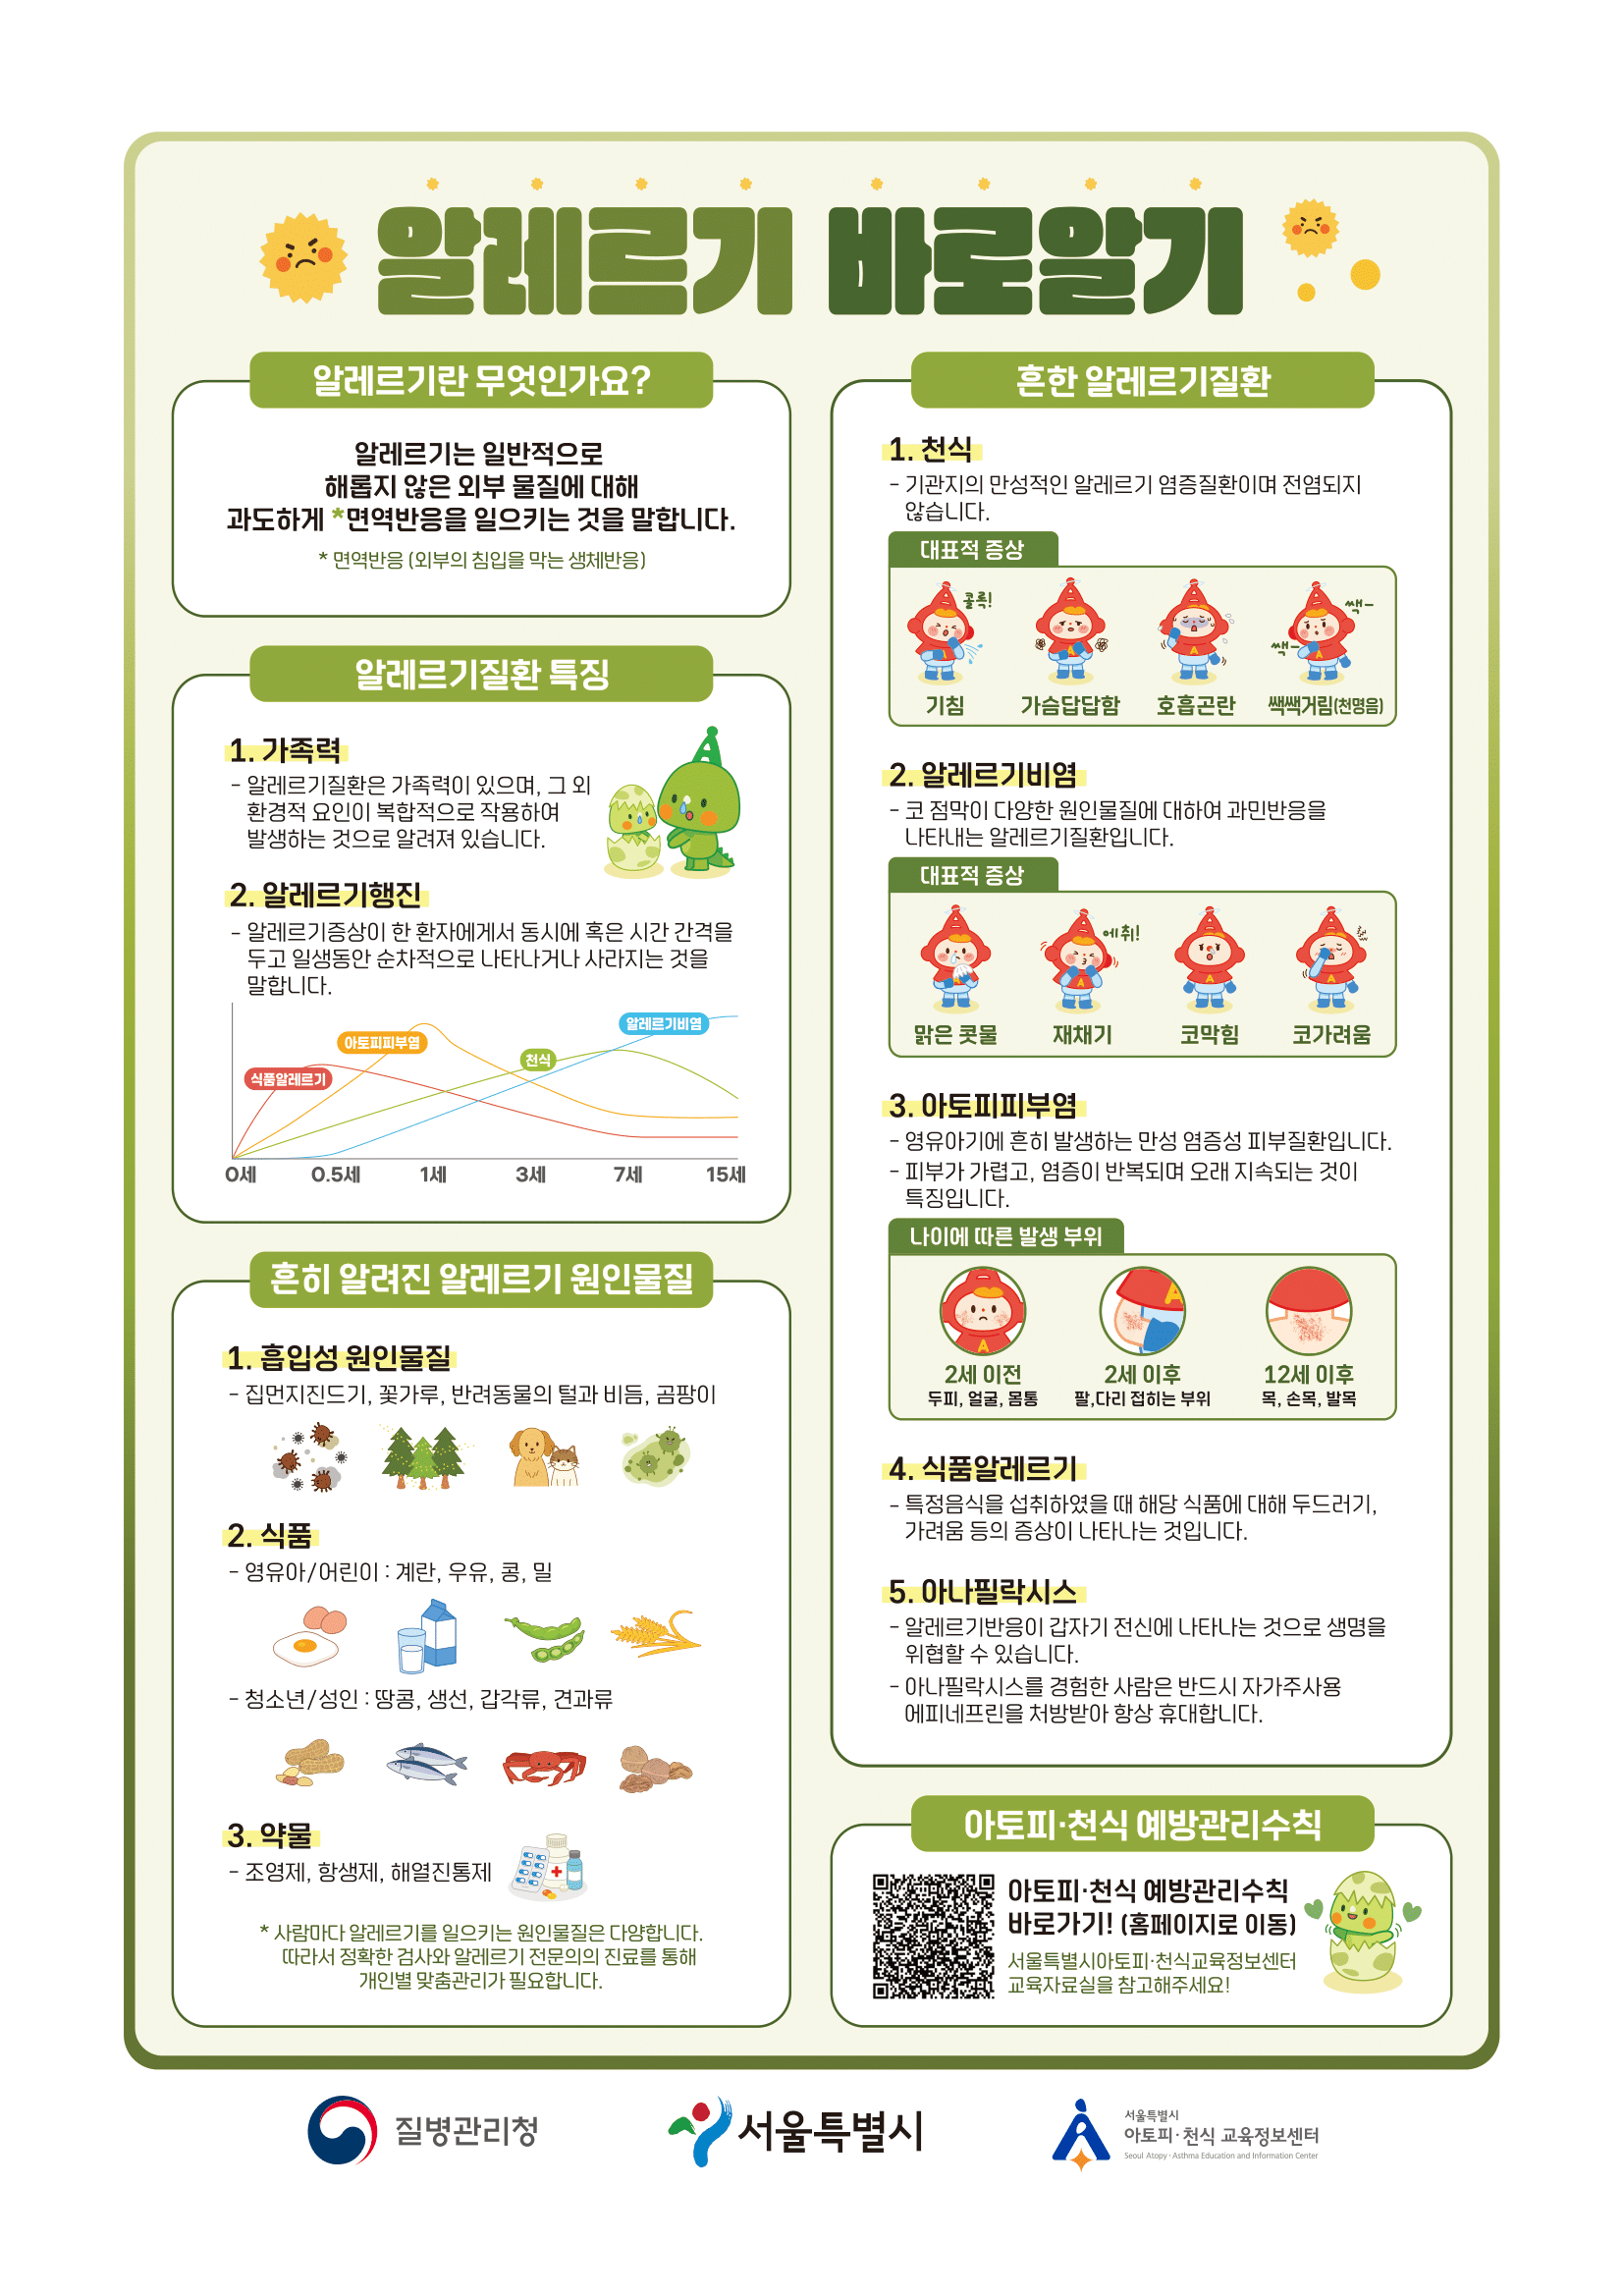 알레르기 바로알기
알레르기란 무엇인가요?
알레르기는 일반적으로
해롭지 않은 외부 물질에 대해
과도하게 *면역반응을 일으키는 것을 말합니다.
* 면역반응 (외부의 침입을 막는 생체반응)
알레르기질환 특징
1. 가족력
- 알레르기질환은 가족력이 있으며, 그 외
환경적 요인이 복합적으로 작용하여
발생하는 것으로 알려져 있습니다.
A
2. 알레르기행진
- 알레르기증상이 한 환자에게서 동시에 혹은 시간 간격을
두고 일생동안 순차적으로 나타나거나 사라지는 것을
말합니다.
알레르기비염
아토피피부염
천식
식품알레르기
0세 0.5세 1세 3세 7세 15세
흔히 알려진 알레르기 원인물질
1. 흡입성 원인물질
- 집먼지진드기, 꽃가루, 반려동물의 털과 비듬, 곰팡이
2. 식품
- 영유아/어린이 : 계란, 우유, 콩, 밀
- 청소년/성인 : 땅콩, 생선, 갑각류, 견과류
3. 약물
- 조영제, 항생제, 해열진통제
* 사람마다 알레르기를 일으키는 원인물질은 다양합니다.
따라서 정확한 검사와 알레르기 전문의의 진료를 통해
개인별 맞춤관리가 필요합니다.
흔한 알레르기질환
1. 천식
- 기관지의 만성적인 알레르기 염증질환이며 전염되지
않습니다.
대표적 증상
콜록!
쌕-
쌕-
기침 가슴답답함 호흡곤란 쌕쌕거림(천명음)
2. 알레르기비염
- 코 점막이 다양한 원인물질에 대하여 과민반응을
나타내는 알레르기질환입니다.
대표적 증상
에취!
맑은 콧물 재채기 코막힘 코가려움
3. 아토피피부염
- 영유아기에 흔히 발생하는 만성 염증성 피부질환입니다.
- 피부가 가렵고, 염증이 반복되며 오래 지속되는 것이
특징입니다.
나이에 따른 발생 부위
2세 이전 2세 이후 12세 이후
두피, 얼굴, 몸통 팔,다리 접히는 부위 목, 손목, 발목
4. 식품알레르기
- 특정음식을 섭취하였을 때 해당 식품에 대해 두드러기,
가려움 등의 증상이 나타나는 것입니다.
5. 아나필락시스
- 알레르기반응이 갑자기 전신에 나타나는 것으로 생명을
위협할 수 있습니다.
- 아나필락시스를 경험한 사람은 반드시 자가주사용
에피네프린을 처방받아 항상 휴대합니다.
아토피·천식 예방관리수칙
아토피·천식 예방관리수칙
바로가기! (홈페이지로 이동)
서울특별시아토피·천식교육정보센터
교육자료실을 참고해주세요!
질병관리청
서울특별시
서울특별시
아토피·천식 교육정보센터
Seoul Atopy · Asthma Education and Information Center